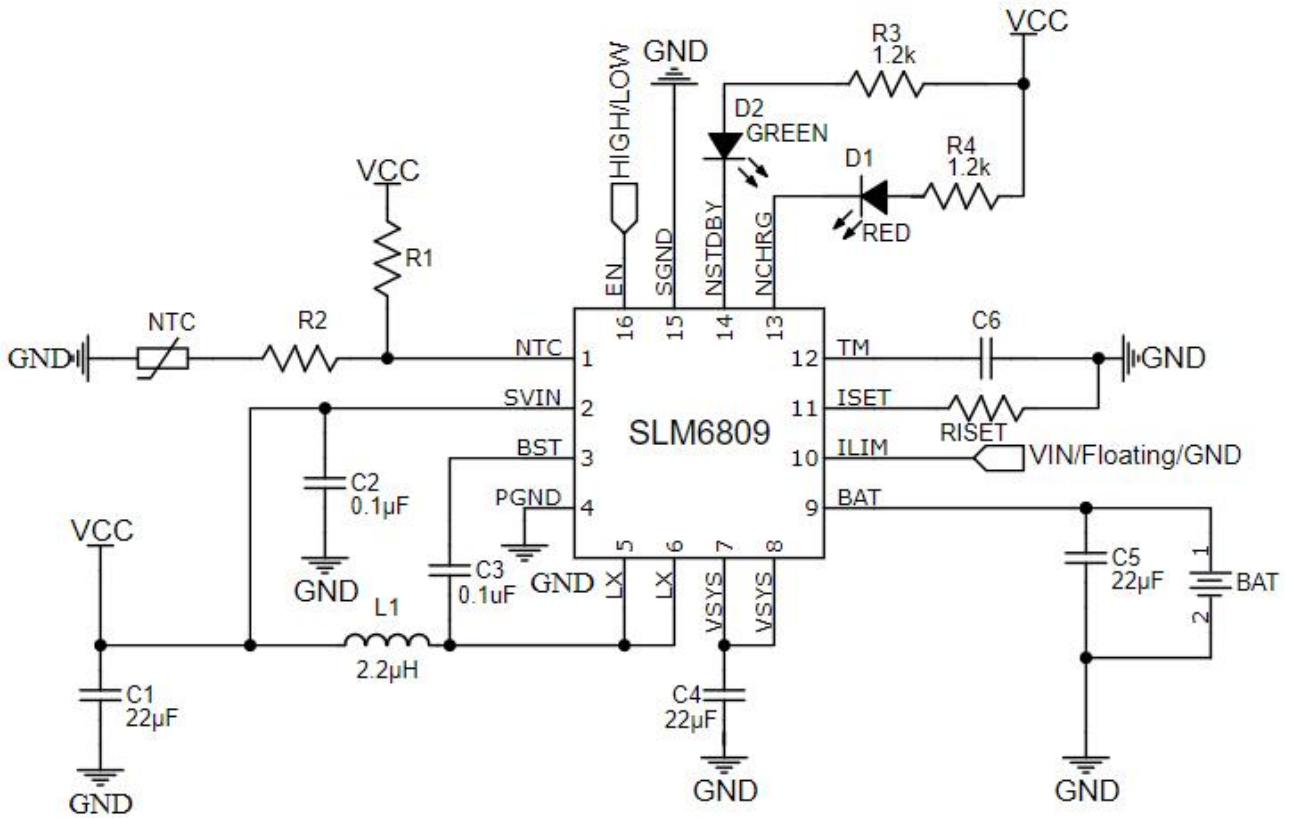 VCC
R3
1.2k
GND
HIGH/LOW
D2
GREEN
D1
R4
1.2k
RED
VCC
R1
NTC
R2
GND
EN
SGND
NSTDBY
NCHRG
16
15
14
13
NTC
1
SVIN
2
BST
3
PGND
4
SLM6809
12
TM
11
ISET
10
ILIM
9
BAT
C6
GND
RISET
VIN/Floating/GND
C2
0.1µF
GND
VCC
C3
0.1uF
GND
5
6
7
8
LX
LX
VSYS
VSYS
L1
2.2µH
C1
22µF
GND
C4
22µF
GND
C5
22µF
1
2
BAT
GND